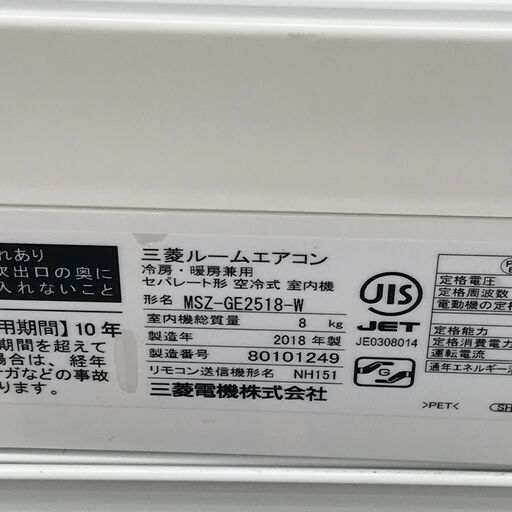 れあり
吹出口の奥に
入れないこと
用期間】10年
期間を超えて
場合は、経年
ガなどの事故
三菱ルームエアコン
冷房・暖房兼用
セパレート形 空冷式 室内機
形名 MSZ-GE2518-W
室内機総質量 8 kg
製造年 2018 年製
製造番号 80101249
リモコン送信機形名 NH151
三菱電機株式会社
JIS
JET
JE0308014
G
定格電圧
定格周波数
電動機の定格
定格能力
定格消費電力
運転電流
通年エネルギー
>PET<